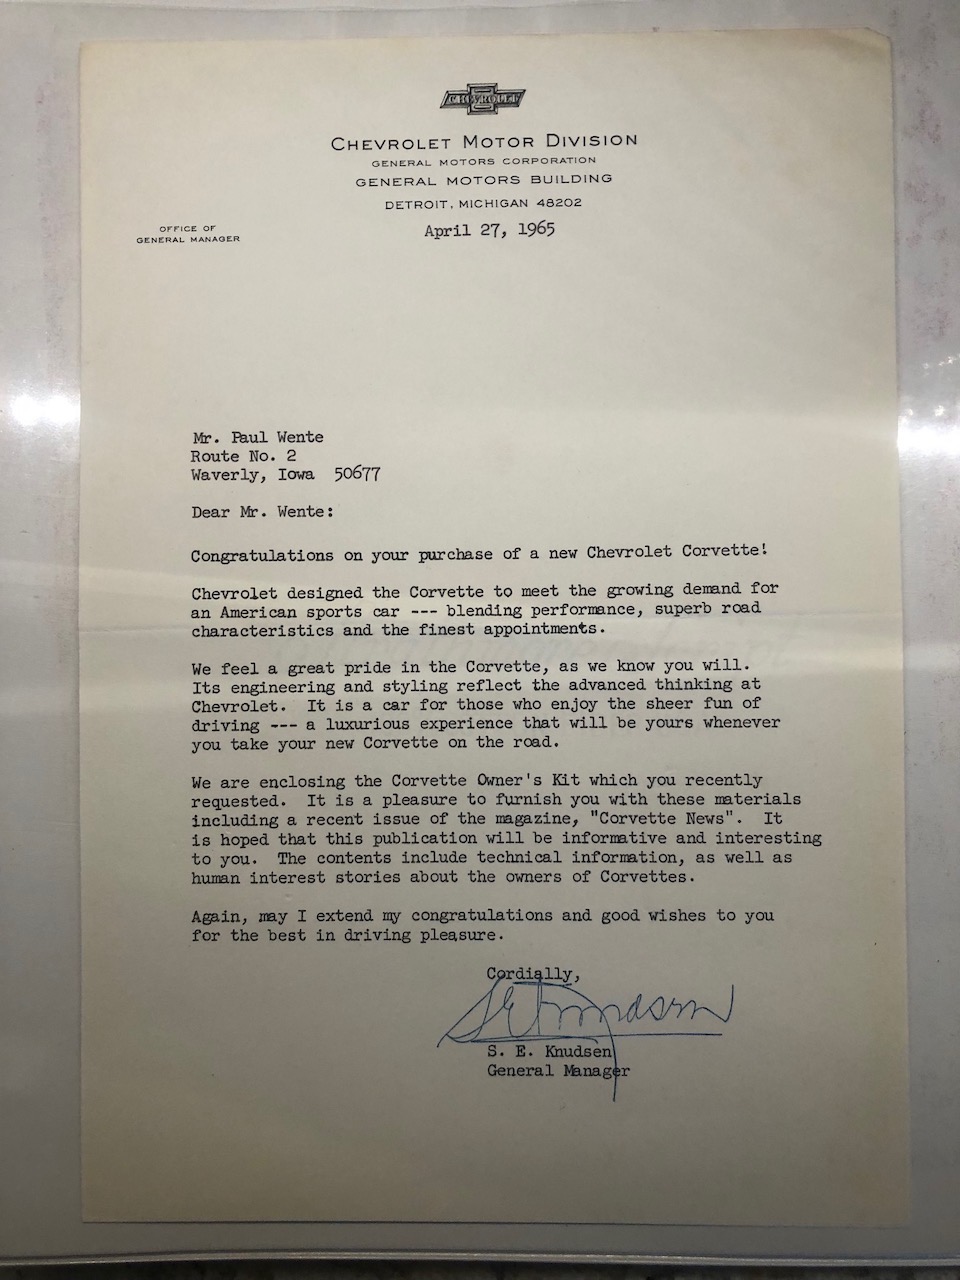 CHEVROLET
CHEVROLET MOTOR DIVISION
GENERAL MOTORS CORPORATION
GENERAL MOTORS BUILDING
DETROIT, MICHIGAN 48202
OFFICE OF
GENERAL MANAGER
April 27, 1965
Mr. Paul Wente
Route No. 2
Waverly, Iowa 50677
Dear Mr. Wente:
Congratulations on your purchase of a new Chevrolet Corvette!
Chevrolet designed the Corvette to meet the growing demand for
an American sports car --- blending performance, superb road
characteristics and the finest appointments.
We feel a great pride in the Corvette, as we know you will.
Its engineering and styling reflect the advanced thinking at
Chevrolet. It is a car for those who enjoy the sheer fun of
driving --- a luxurious experience that will be yours whenever
you take your new Corvette on the road.
We are enclosing the Corvette Owner's Kit which you recently
requested. It is a pleasure to furnish you with these materials
including a recent issue of the magazine, "Corvette News". It
is hoped that this publication will be informative and interesting
to you. The contents include technical information, as well as
human interest stories about the owners of Corvettes.
Again, may I extend my congratulations and good wishes to you
for the best in driving pleasure.
Cordially,
SEKnudsen
S. E. Knudsen
General Manager